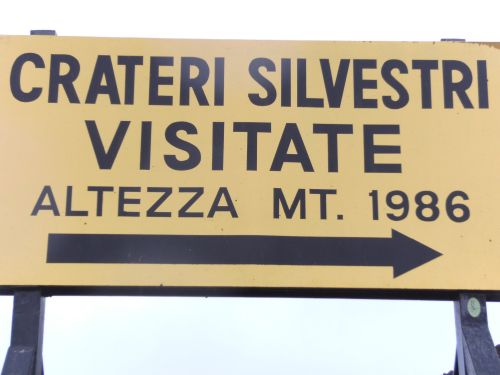 CRATERI SILVESTRI
VISITATE
ALTEZZA MT. 1986